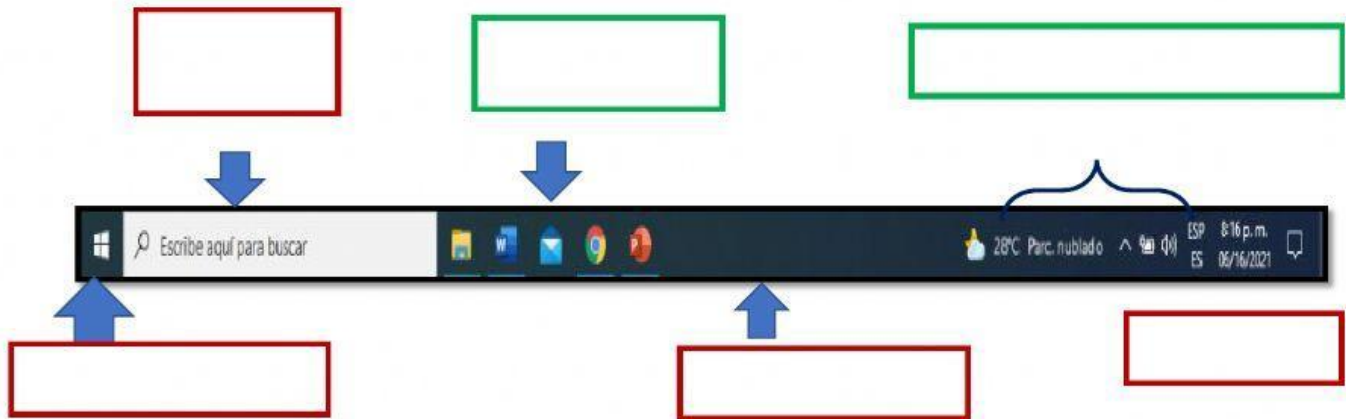 Escribe aquí para buscar
28°C Parc. nublado
ESP
ES
8:16 p.m.
06/16/2021